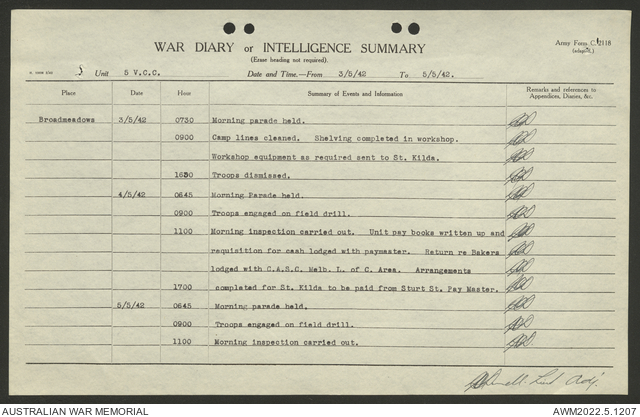 WAR DIARY or INTELLIGENCE SUMMARY
(Erase heading not required).
Army Form C. 2118
(adapted.)
5 Unit 5 V.C.C. Date and Time.—From 3/5/42 To 5/5/42.
Place Date Hour Summary of Events and Information Remarks and references to Appendices, Diaries, &c.
Broadmeadows 3/5/42 0730 Morning parade held.
0900 Camp lines cleaned. Shelving completed in workshop.
Workshop equipment as required sent to St. Kilda.
1630 Troops dismissed.
4/5/42 0645 Morning Parade held.
0900 Troops engaged on field drill.
1100 Morning inspection carried out. Unit pay books written up and
requisition for cash lodged with paymaster. Return re Bakers
lodged with C.A.S.C. Melb. L. of C. Area. Arrangements
1700 completed for St. Kilda to be paid from Sturt St. Pay Master.
5/5/42 0645 Morning parade held.
0900 Troops engaged on field drill.
1100 Morning inspection carried out.
Lieut Adj.
AUSTRALIAN WAR MEMORIAL AWM2022.5.1207